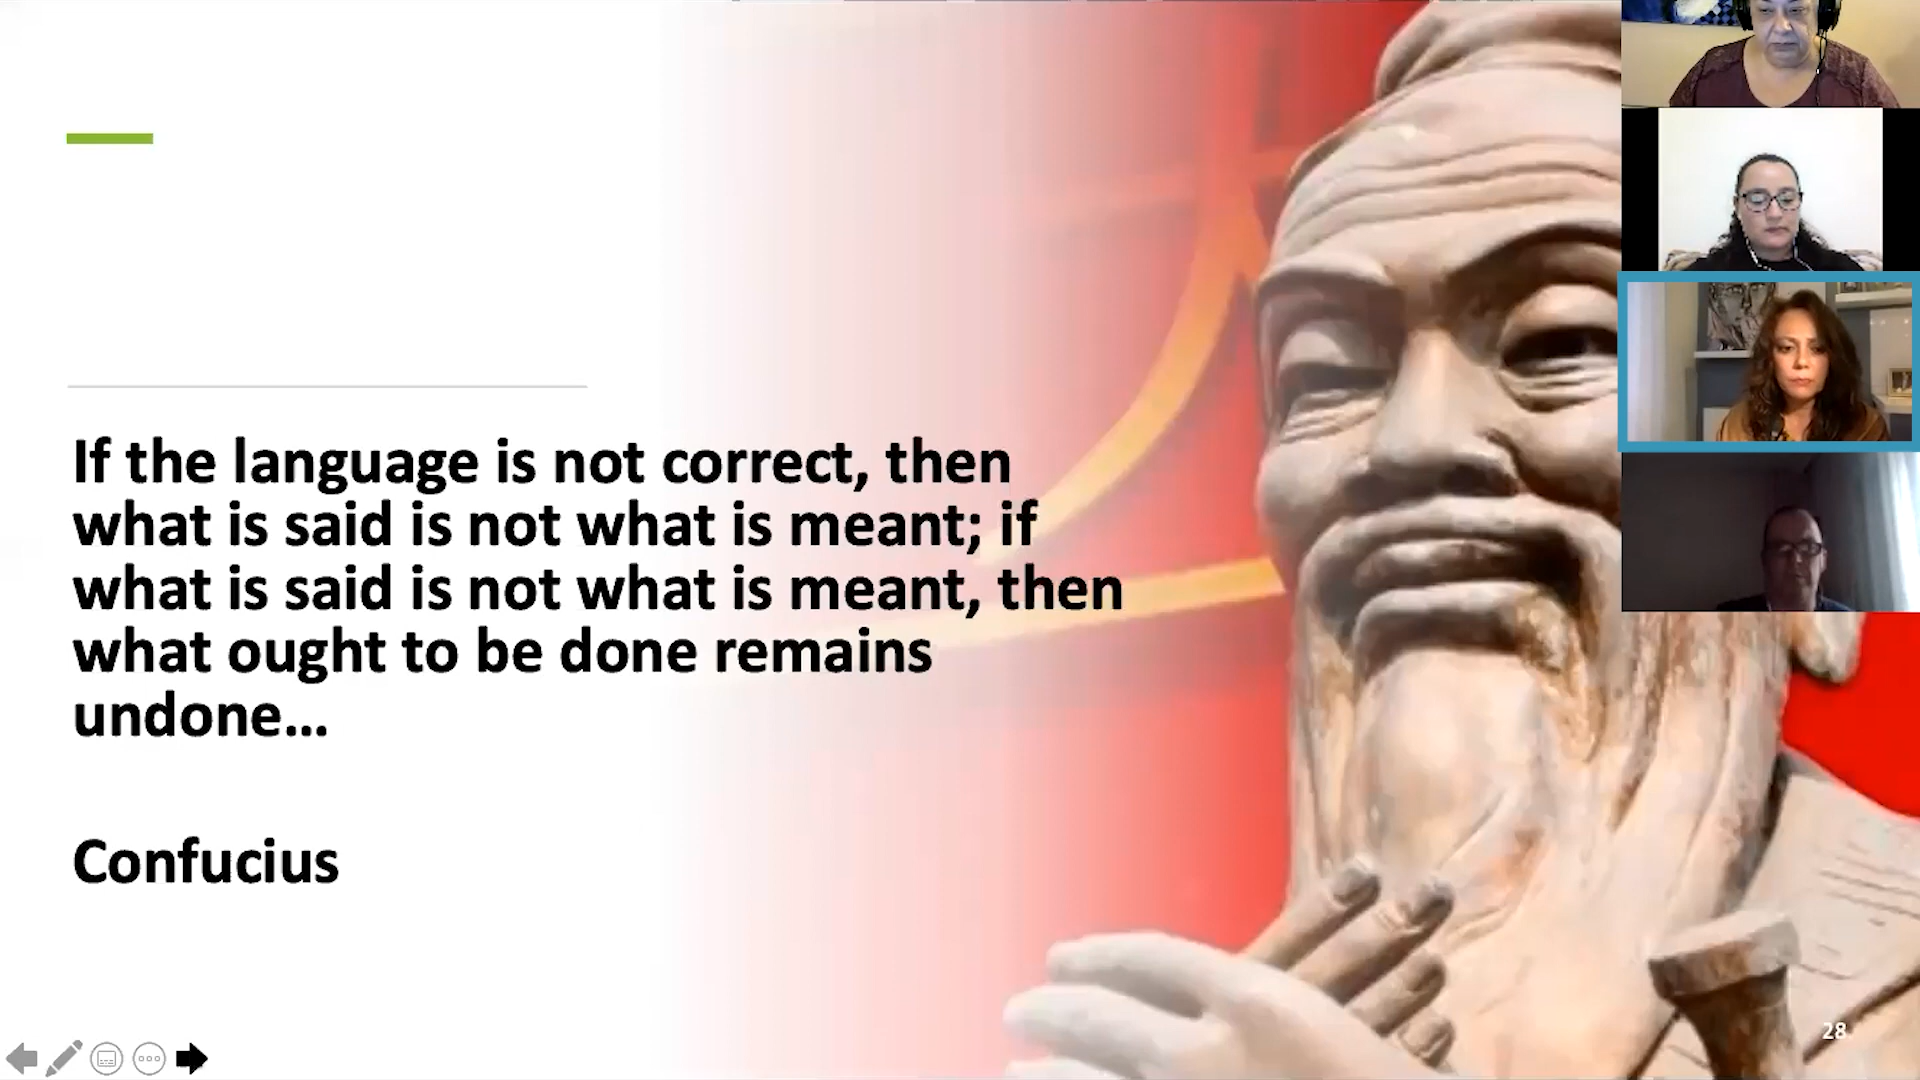 If the language is not correct, then
what is said is not what is meant; if
what is said is not what is meant, then
what ought to be done remains
undone...
Confucius
28